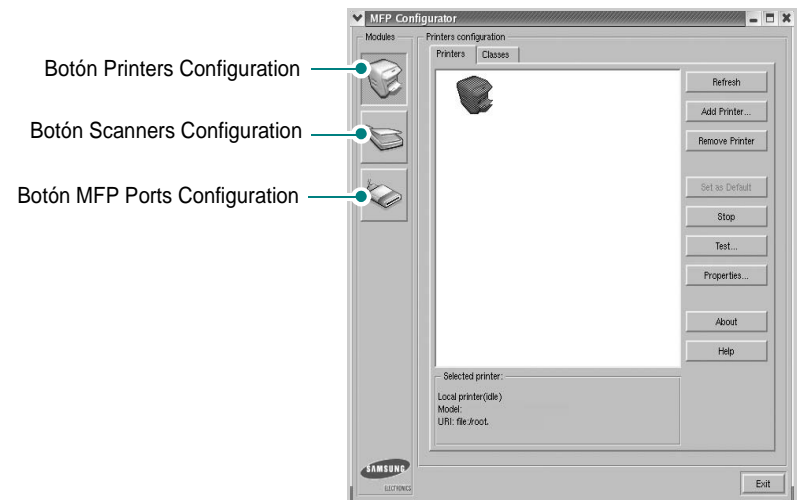 MFP Configurator
Modules
Printers configuration
Printers
Classes
Botón Printers Configuration
Botón Scanners Configuration
Botón MFP Ports Configuration
Refresh
Add Printer...
Remove Printer
Set as Default
Stop
Test...
Properties...
About
Help
Selected printer:
Local printer(idle)
Model:
URI: file:/root.
SAMSUNG
ELECTRONICS
Exit